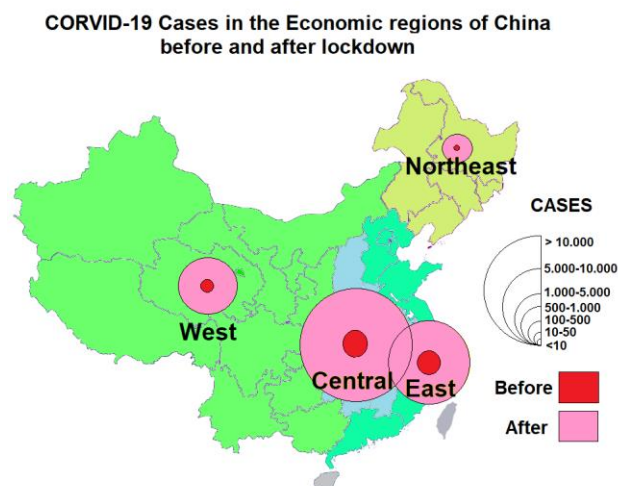 CORVID-19 Cases in the Economic regions of China
before and after lockdown
Northeast
CASES
> 10.000
5.000-10.000
1.000-5.000
500-1.000
100-500
10-50
<10
West
Central
East
Before
After